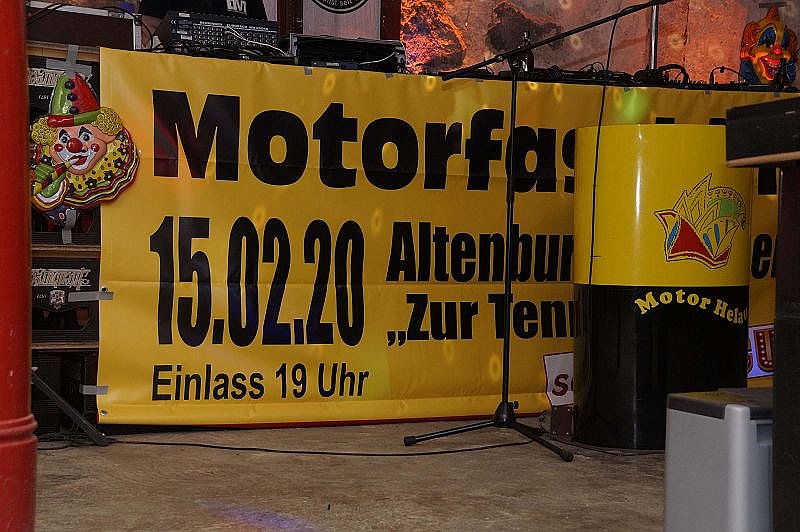 Motorfas
15.02.20
Altenbur
„Zur Tenn
Einlass 19 Uhr
Motor Helau